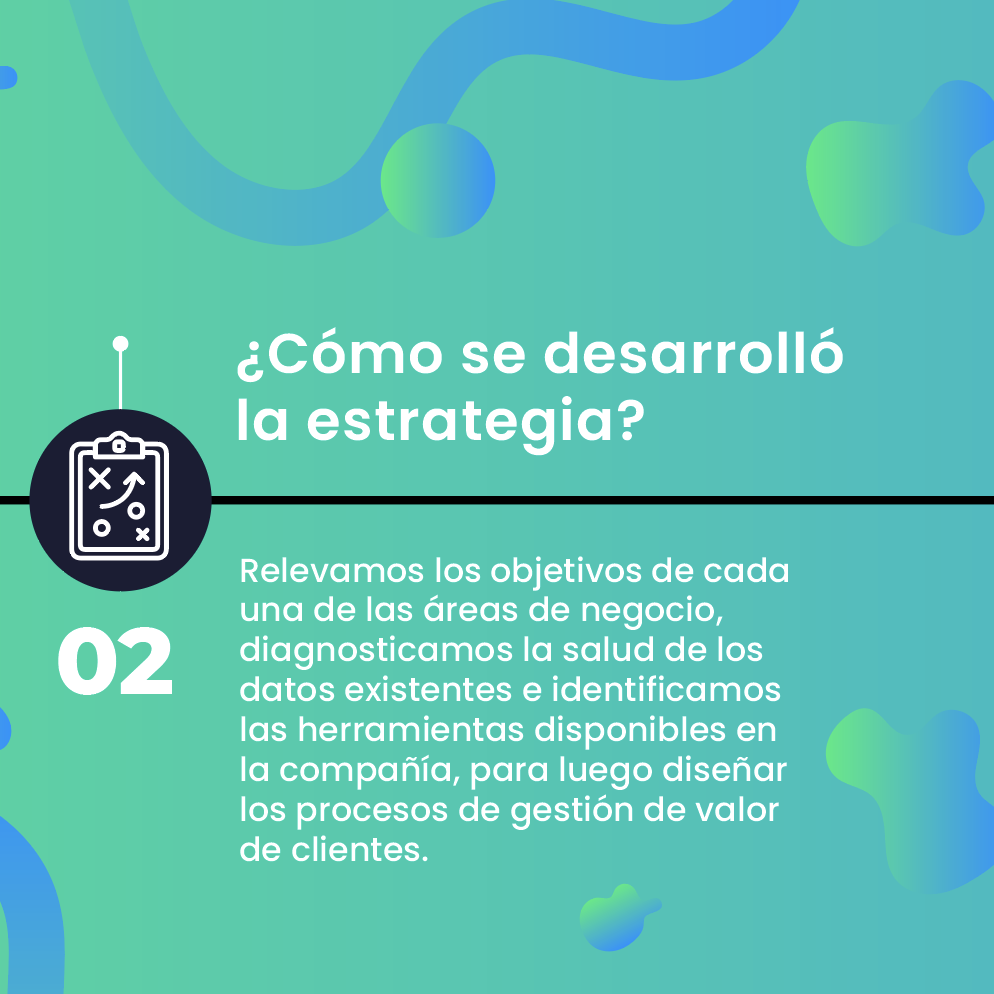 ¿Cómo se desarrolló
la estrategia?
02
Relevamos los objetivos de cada
una de las áreas de negocio,
diagnosticamos la salud de los
datos existentes e identificamos
las herramientas disponibles en
la compañía, para luego diseñar
los procesos de gestión de valor
de clientes.